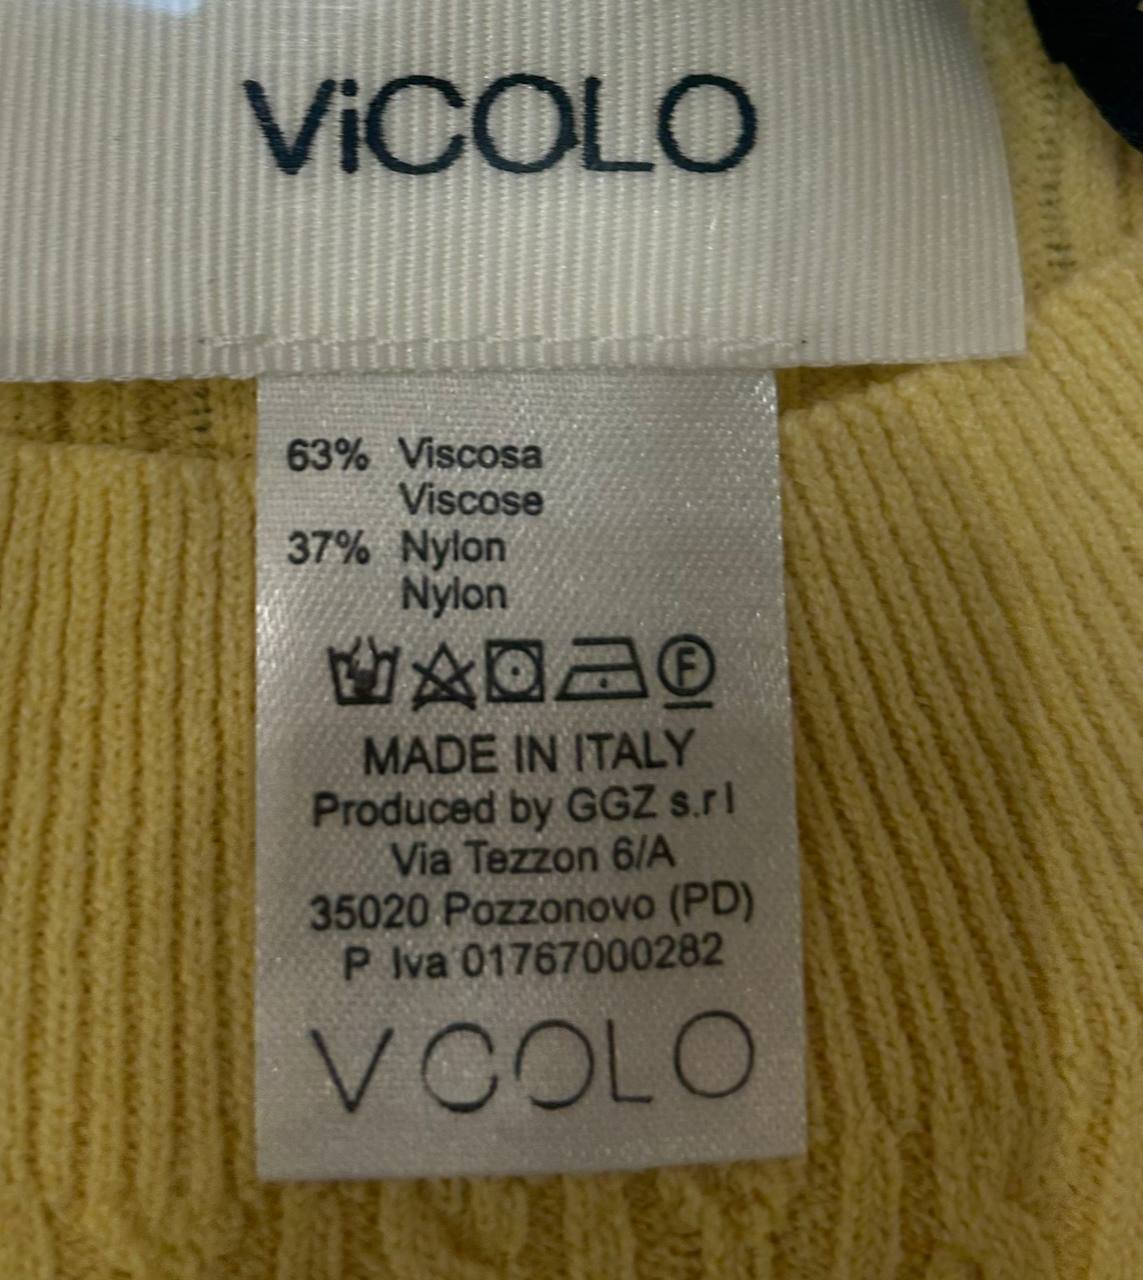 ViCOLO
63% Viscosa
Viscose
37% Nylon
Nylon
F
MADE IN ITALY
Produced by GGZ s.r l
Via Tezzon 6/A
35020 Pozzonovo (PD)
P Iva 01767000282
V COLO